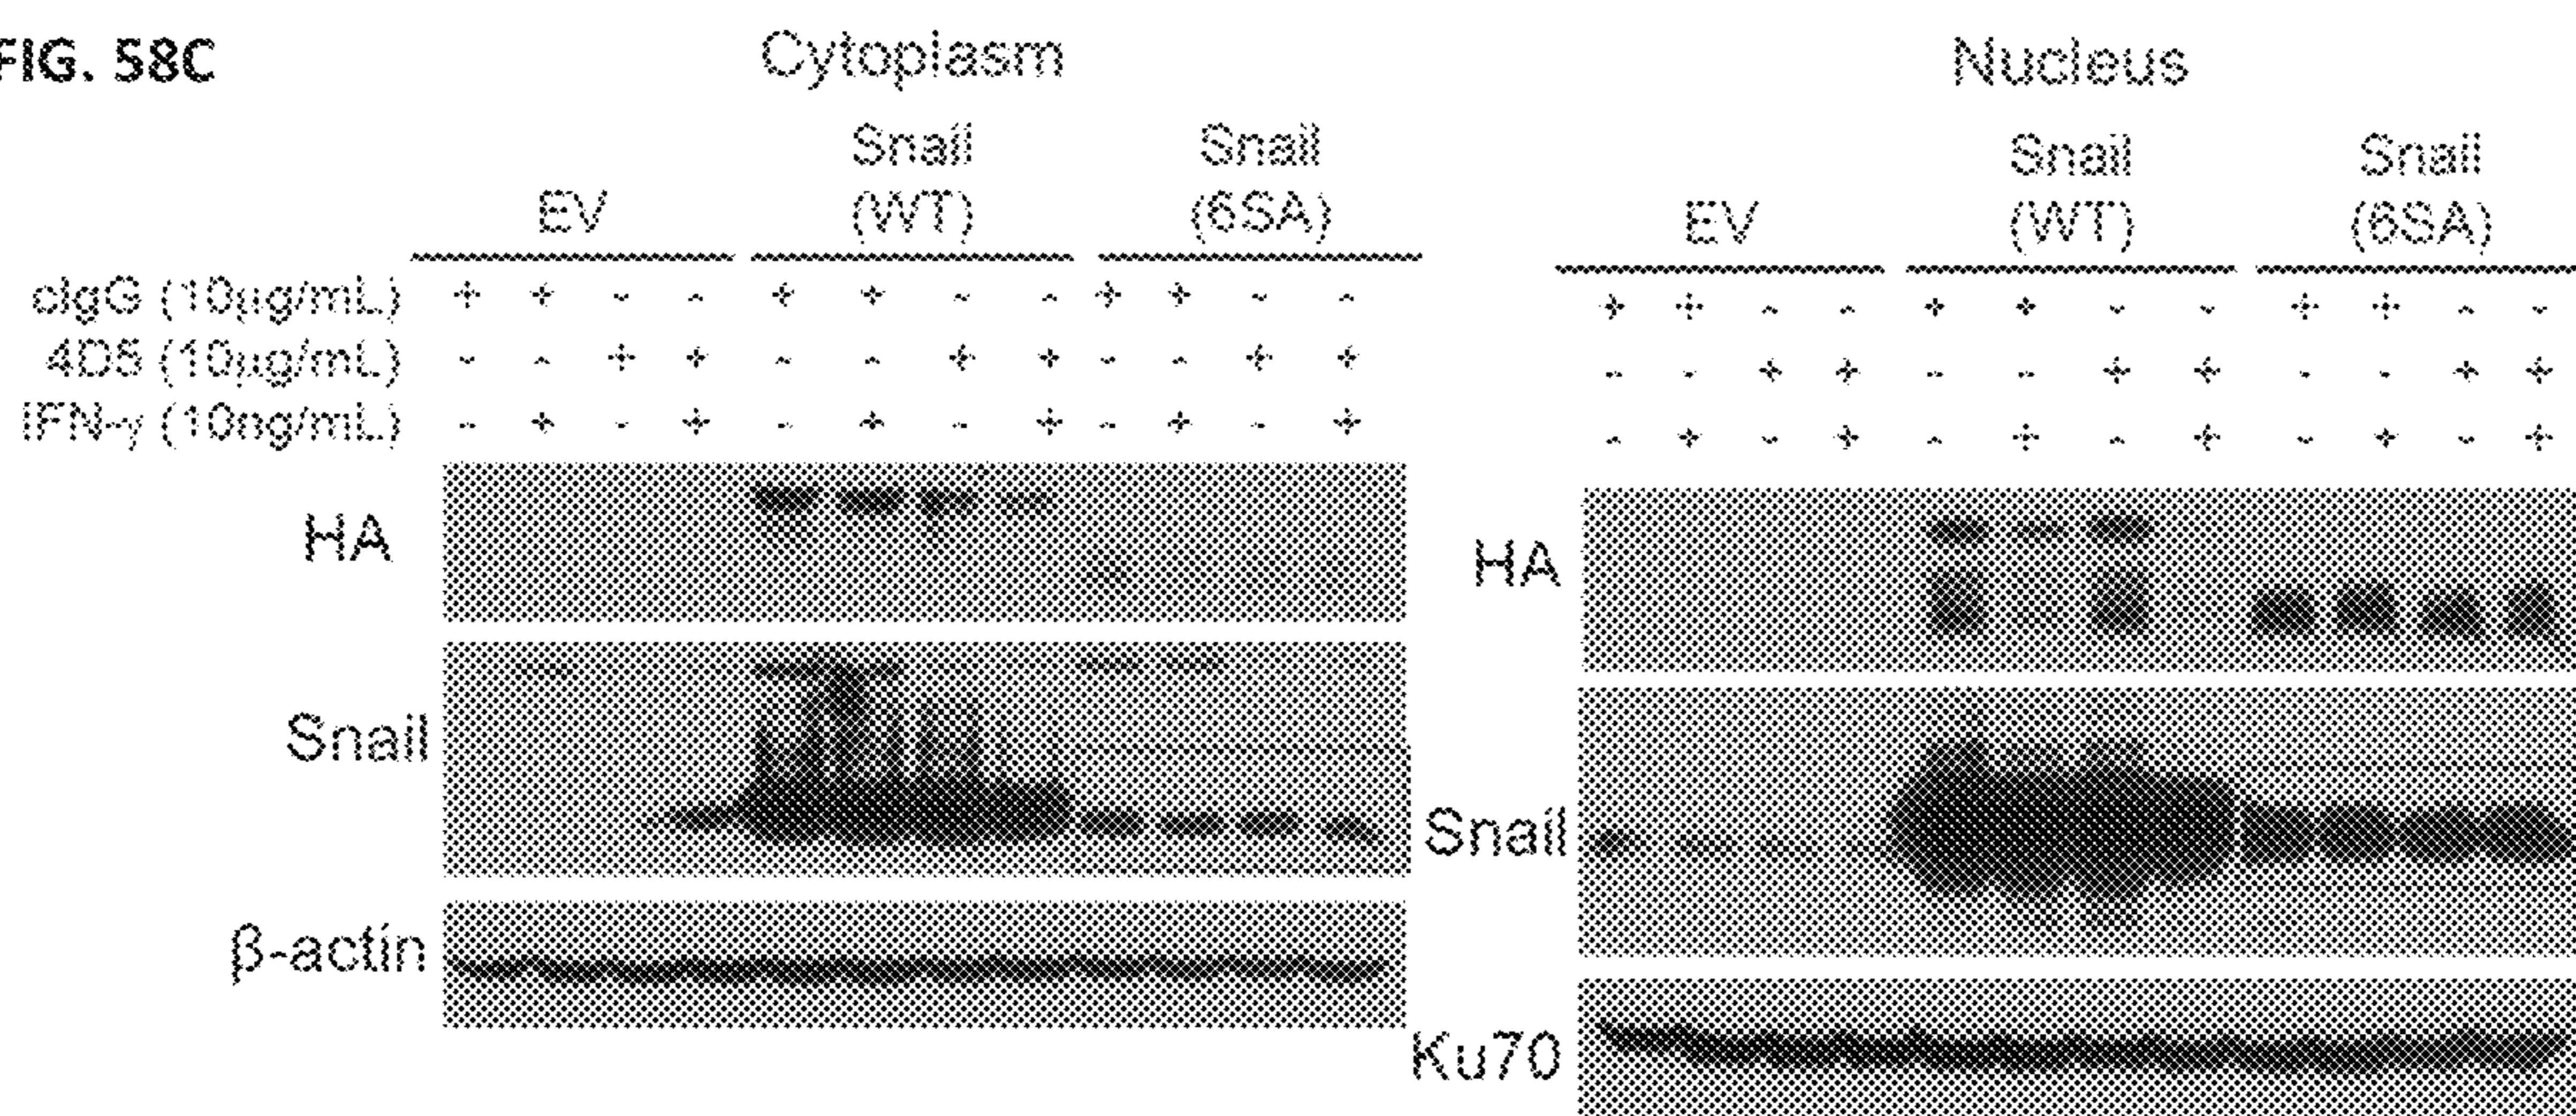 FIG. 58C
Cytoplasm
Nucleus
EV
Snail
(WT)
Snail
(6SA)
EV
Snail
(WT)
Snail
(6SA)
cIgG (10µg/mL) + + - - + + - - + + - -
4D5 (10µg/mL) - - + + - - + + - - + +
IFN-γ (10ng/mL) - + - + - + - + - + - +
+ + - - + + - - + + - -
- - + + - - + + - - + +
- + - + - + - + - + - +
HA
Snail
β-actin
HA
Snail
Ku70